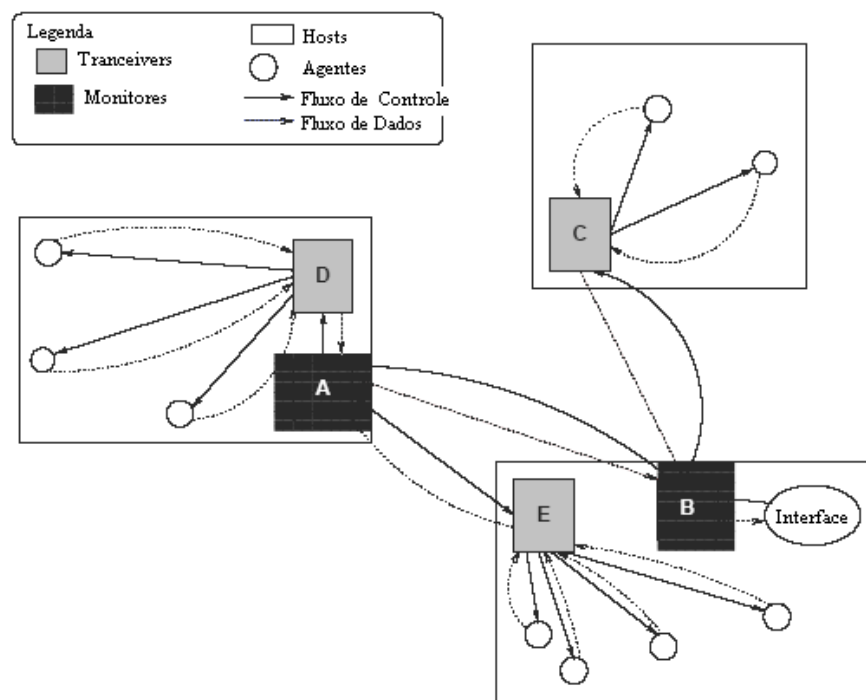 Legenda
Tranceivers
Monitores
Hosts
Agentes
Fluxo de Controle
Fluxo de Dados
C
D
A
E
B
Interface